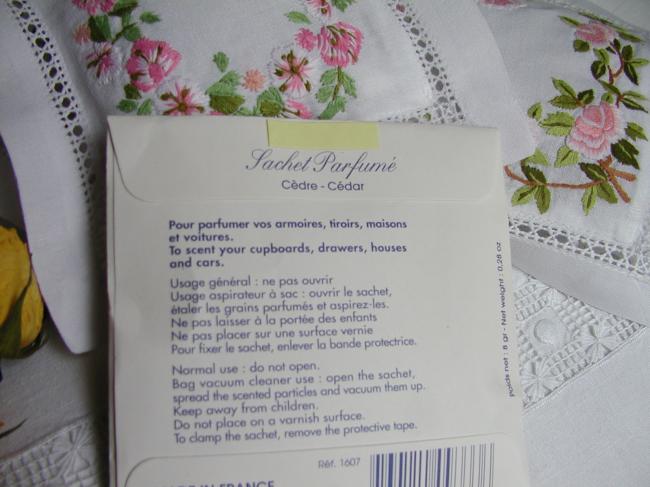 Sachet Parfumé
Cèdre - Cédar
Pour parfumer vos armoires, tiroirs, maisons
et voitures.
To scent your cupboards, drawers, houses
and cars.
Usage général : ne pas ouvrir
Usage aspirateur à sac : ouvrir le sachet,
étaler les grains parfumés et aspirez-les.
Ne pas laisser à la portée des enfants
Ne pas placer sur une surface vernie
Pour fixer le sachet, enlever la bande protectrice.
Normal use : do not open.
Bag vacuum cleaner use : open the sachet,
spread the scented particles and vacuum them up.
Keep away from children.
Do not place on a varnish surface.
To clamp the sachet, remove the protective tape.
Poids net : 8 gr - Net weight : 0,28 oz
Réf. 1607
MADE IN FRANCE